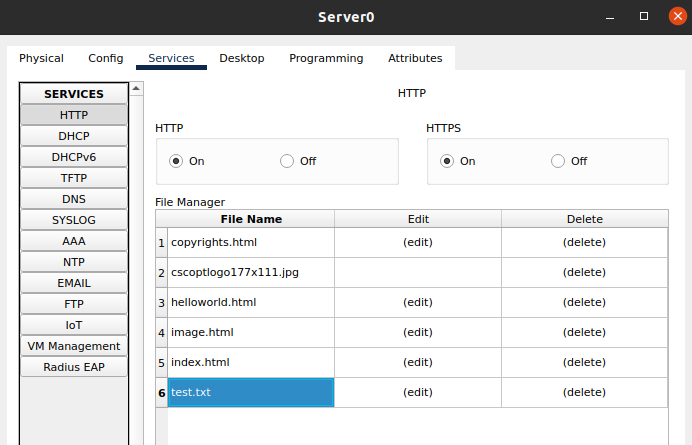 Server0
Physical Config Services Desktop Programming Attributes
SERVICES
HTTP
DHCP
DHCPv6
TFTP
DNS
SYSLOG
AAA
NTP
EMAIL
FTP
IoT
VM Management
Radius EAP
HTTP
HTTP HTTPS
On Off On Off
File Manager
File Name Edit Delete
1 copyrights.html (edit) (delete)
2 cscoptlogo177x111.jpg (delete)
3 helloworld.html (edit) (delete)
4 image.html (edit) (delete)
5 index.html (edit) (delete)
6 test.txt (edit) (delete)